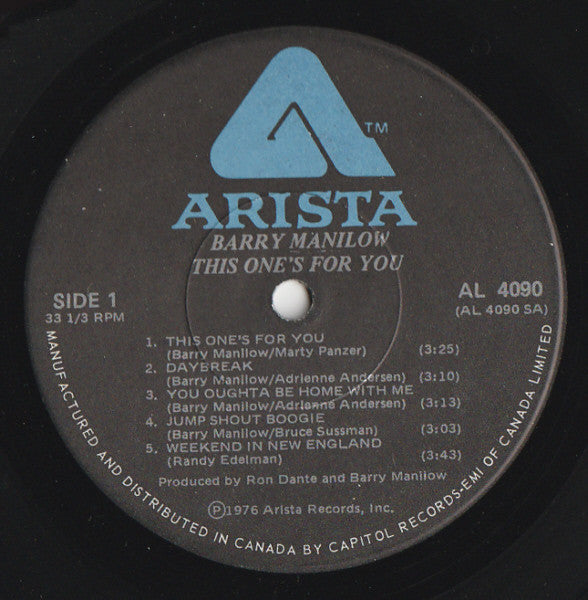 TM
ARISTA
BARRY MANILOW
THIS ONE'S FOR YOU
SIDE 1
33 1/3 RPM
AL 4090
(AL 4090 SA)
1. THIS ONE'S FOR YOU
(Barry Manilow/Marty Panzer) (3:25)
2. DAYBREAK
(Barry Manilow/Adrienne Andersen) (3:10)
3. YOU OUGHTA BE HOME WITH ME
(Barry Manilow/Adrianne Andersen) (3:13)
4. JUMP SHOUT BOOGIE
(Barry Manilow/Bruce Sussman) (3:03)
5. WEEKEND IN NEW ENGLAND
(Randy Edelman) (3:43)
Produced by Ron Dante and Barry Manilow
Ⓟ1976 Arista Records, Inc.
MANUFACTURED AND DISTRIBUTED IN CANADA BY CAPITOL RECORDS-EMI OF CANADA LIMITED